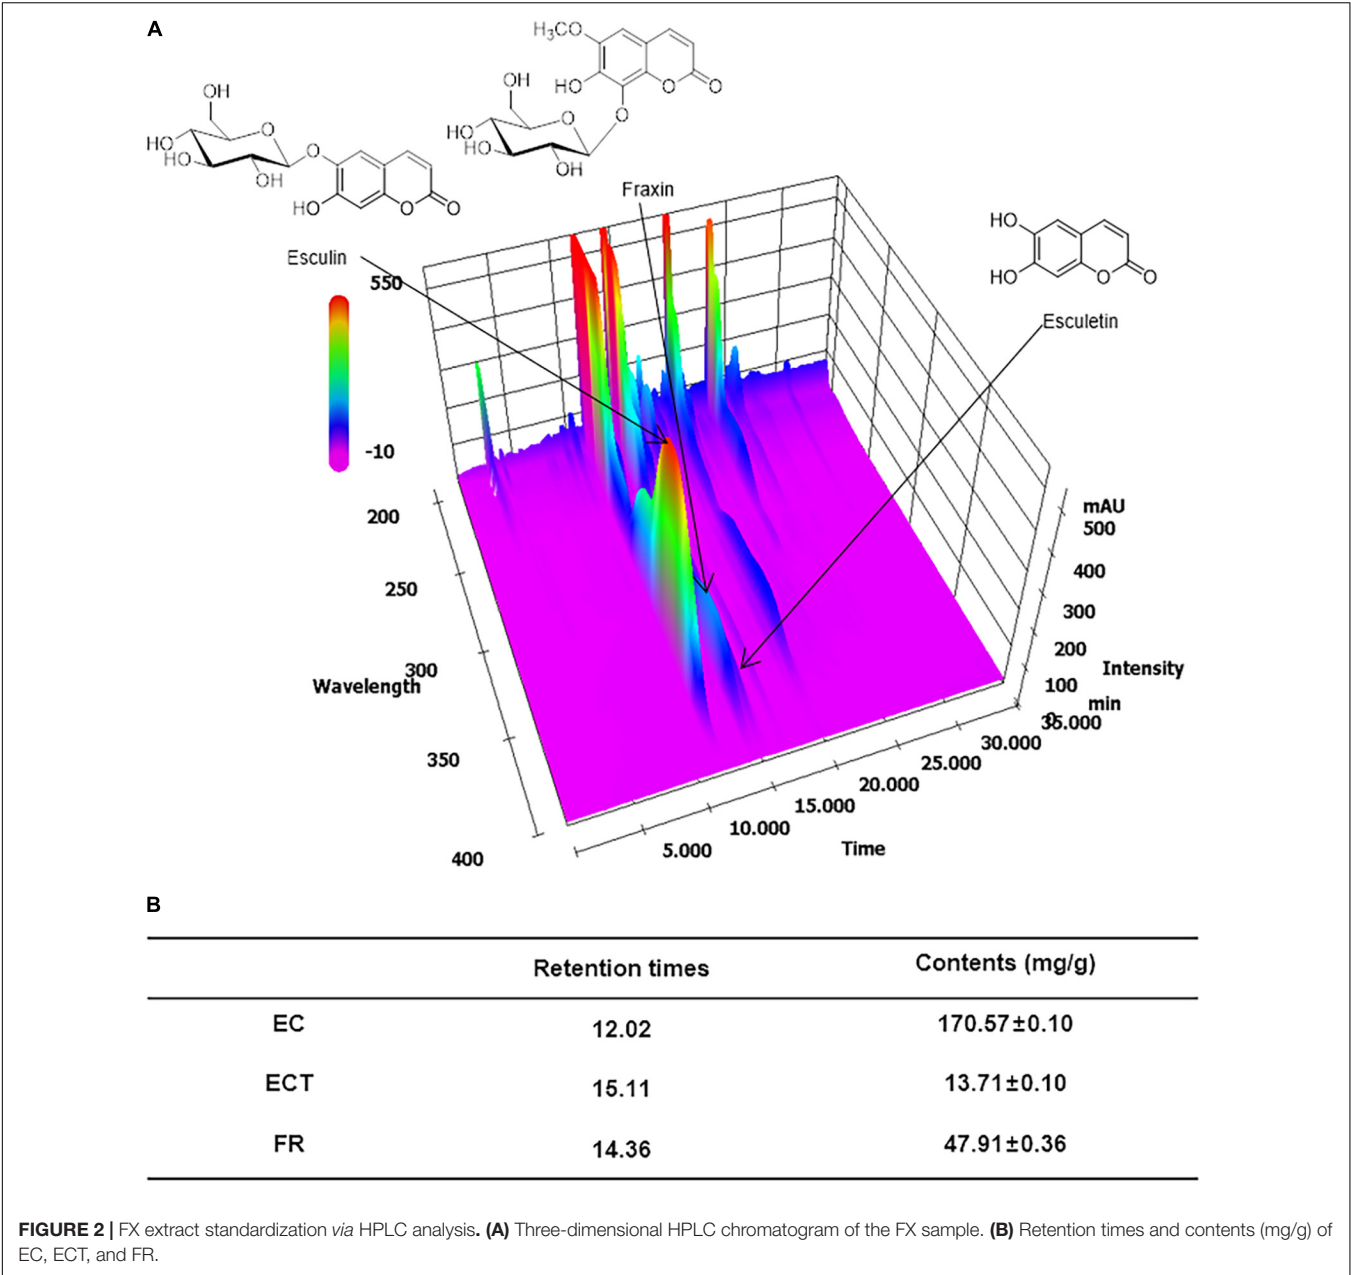 A
H₃CO
HO
O
O
O
OH
HO
HO
OH
O
OH
HO
HO
OH
O
O
HO
O
O
Fraxin
HO
HO
O
O
Esculin
Esculetin
550
-10
200
250
300
350
400
Wavelength
mAU
500
400
300
200
100
0
Intensity
min
35.000
30.000
25.000
20.000
15.000
10.000
5.000
Time
B
Retention times Contents (mg/g)
EC 12.02 170.57±0.10
ECT 15.11 13.71±0.10
FR 14.36 47.91±0.36
FIGURE 2 | FX extract standardization via HPLC analysis. (A) Three-dimensional HPLC chromatogram of the FX sample. (B) Retention times and contents (mg/g) of
EC, ECT, and FR.